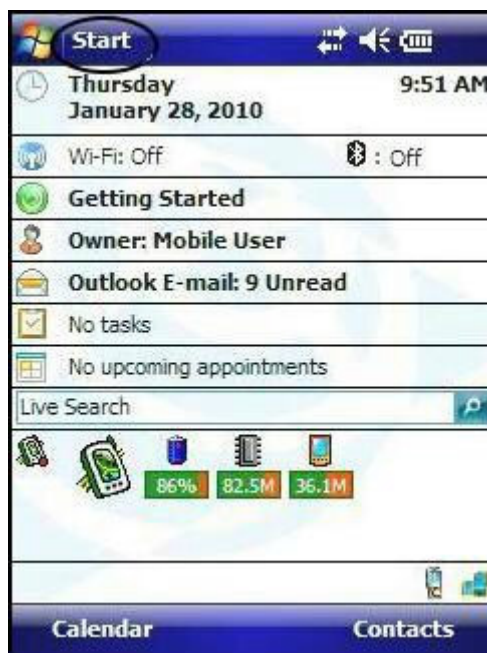 Start
Thursday 9:51 AM
January 28, 2010
Wi-Fi: Off : Off
Getting Started
Owner: Mobile User
Outlook E-mail: 9 Unread
No tasks
No upcoming appointments
Live Search
86% 82.5M 36.1M
Calendar Contacts